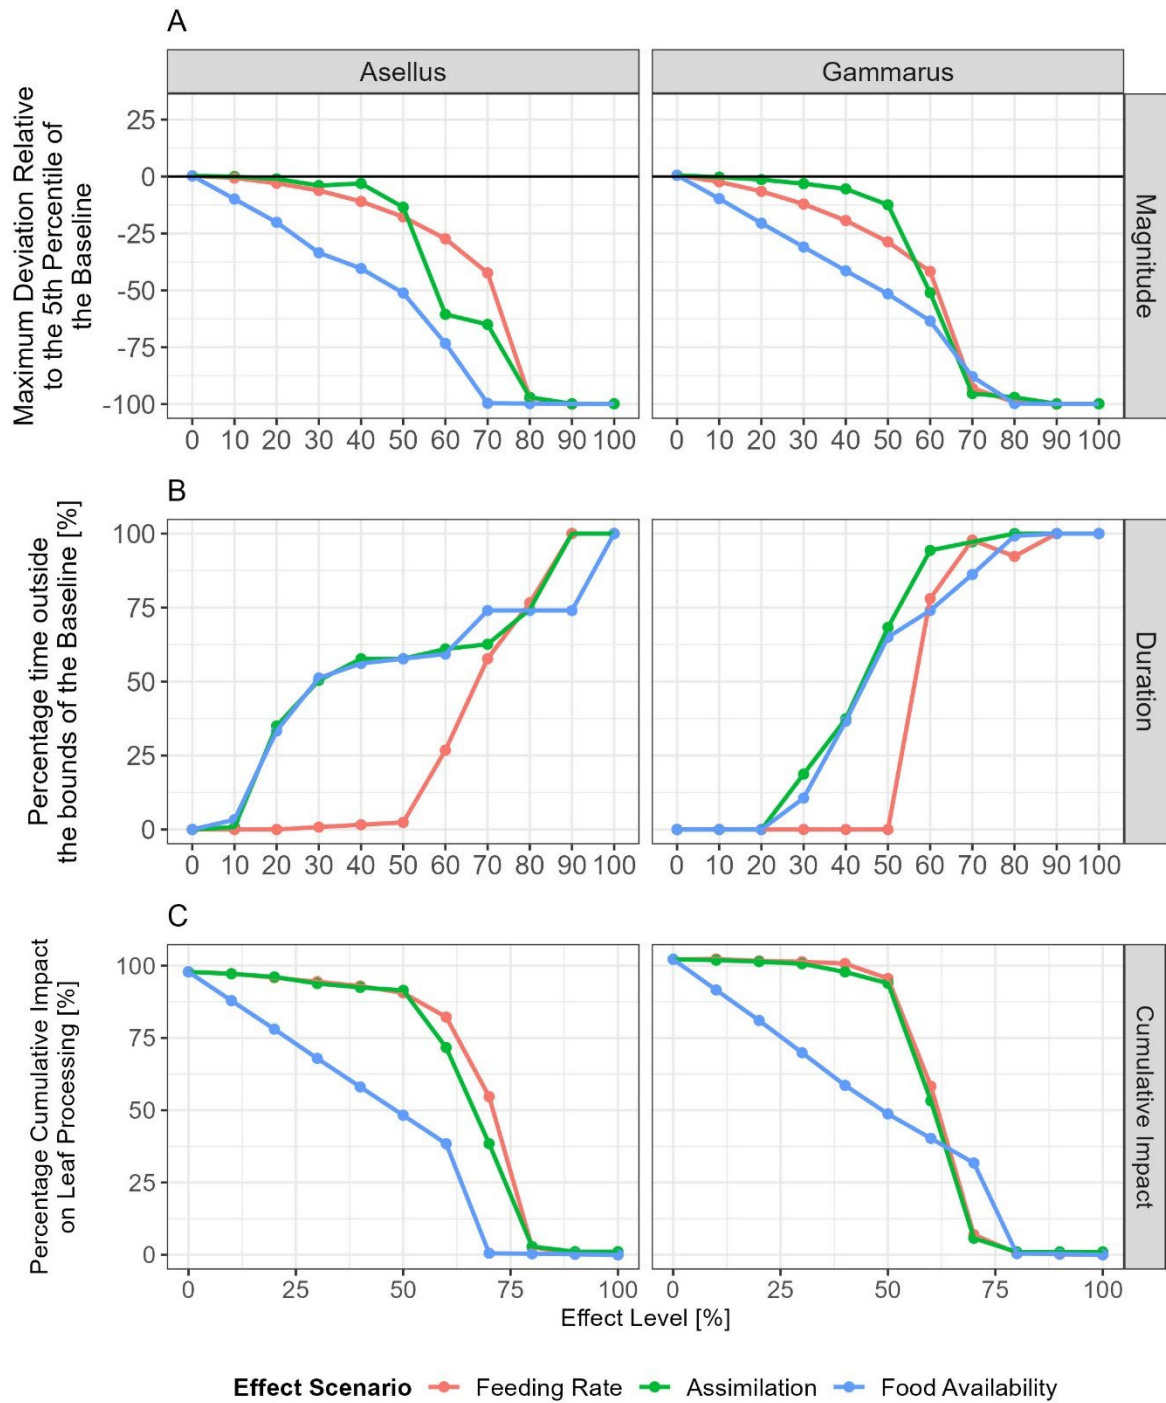 A
Asellus
Gammarus
Maximum Deviation Relative
to the 5th Percentile of
the Baseline
25
0
-25
-50
-75
-100
Magnitude
0 10 20 30 40 50 60 70 80 90 100
0 10 20 30 40 50 60 70 80 90 100
B
Percentage time outside
the bounds of the Baseline [%]
100
75
50
25
0
Duration
0 10 20 30 40 50 60 70 80 90 100
0 10 20 30 40 50 60 70 80 90 100
C
Percentage Cumulative Impact
on Leaf Processing [%]
100
75
50
25
0
Cumulative Impact
0 25 50 75 100
0 25 50 75 100
Effect Level [%]
Effect Scenario Feeding Rate Assimilation Food Availability